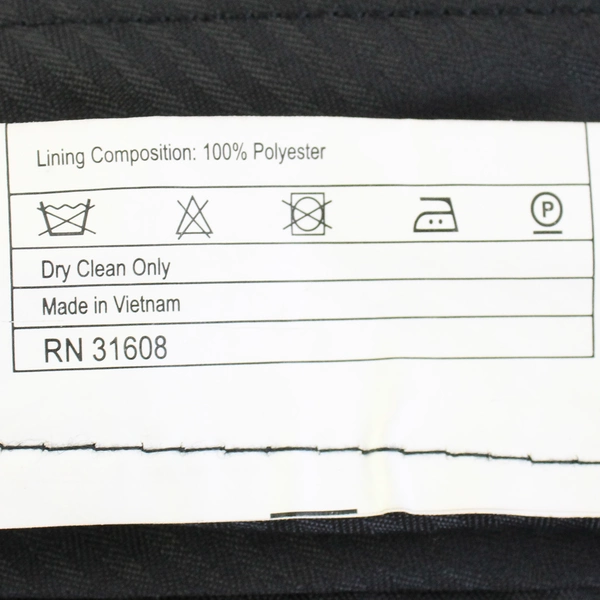 Lining Composition: 100% Polyester
P
Dry Clean Only
Made in Vietnam
RN 31608